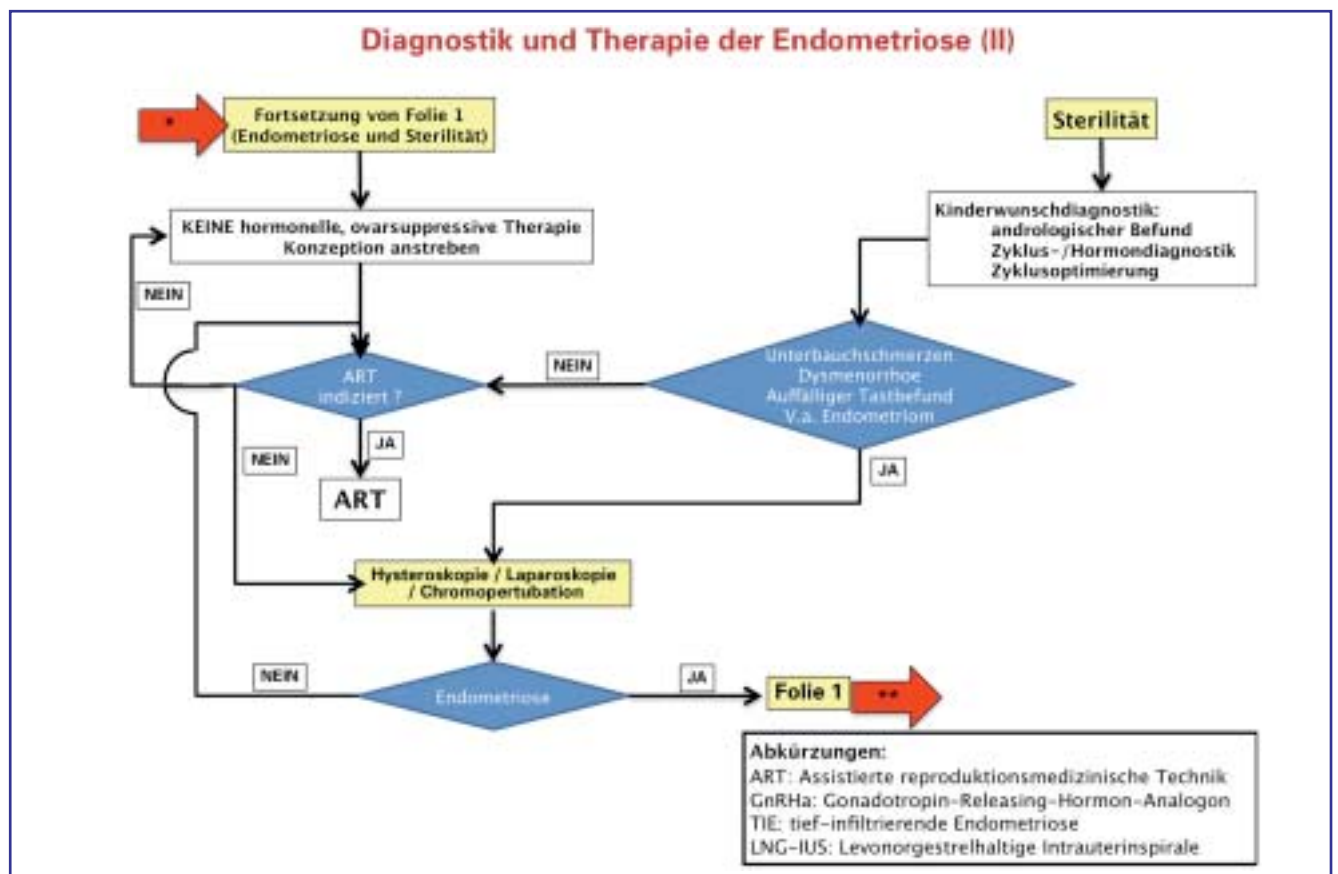 Diagnostik und Therapie der Endometriose (II)
*
Fortsetzung von Folie 1
(Endometriose und Sterilität)
Sterilität
KEINE hormonelle, ovarsuppressive Therapie
Konzeption anstreben
Kinderwunschdiagnostik:
andrologischer Befund
Zyklus-/Hormondiagnostik
Zyklusoptimierung
NEIN
ART
indiziert ?
NEIN
Unterbauchschmerzen
Dysmenorrhoe
Auffälliger Tastbefund
V.a. Endometriom
JA
NEIN
JA
ART
Hysteroskopie / Laparoskopie
/ Chromopertubation
NEIN
Endometriose
JA
Folie 1
**
Abkürzungen:
ART: Assistierte reproduktionsmedizinische Technik
GnRHa: Gonadotropin-Releasing-Hormon-Analogon
TIE: tief-infiltrierende Endometriose
LNG-IUS: Levonorgestrelhaltige Intrauterinspirale